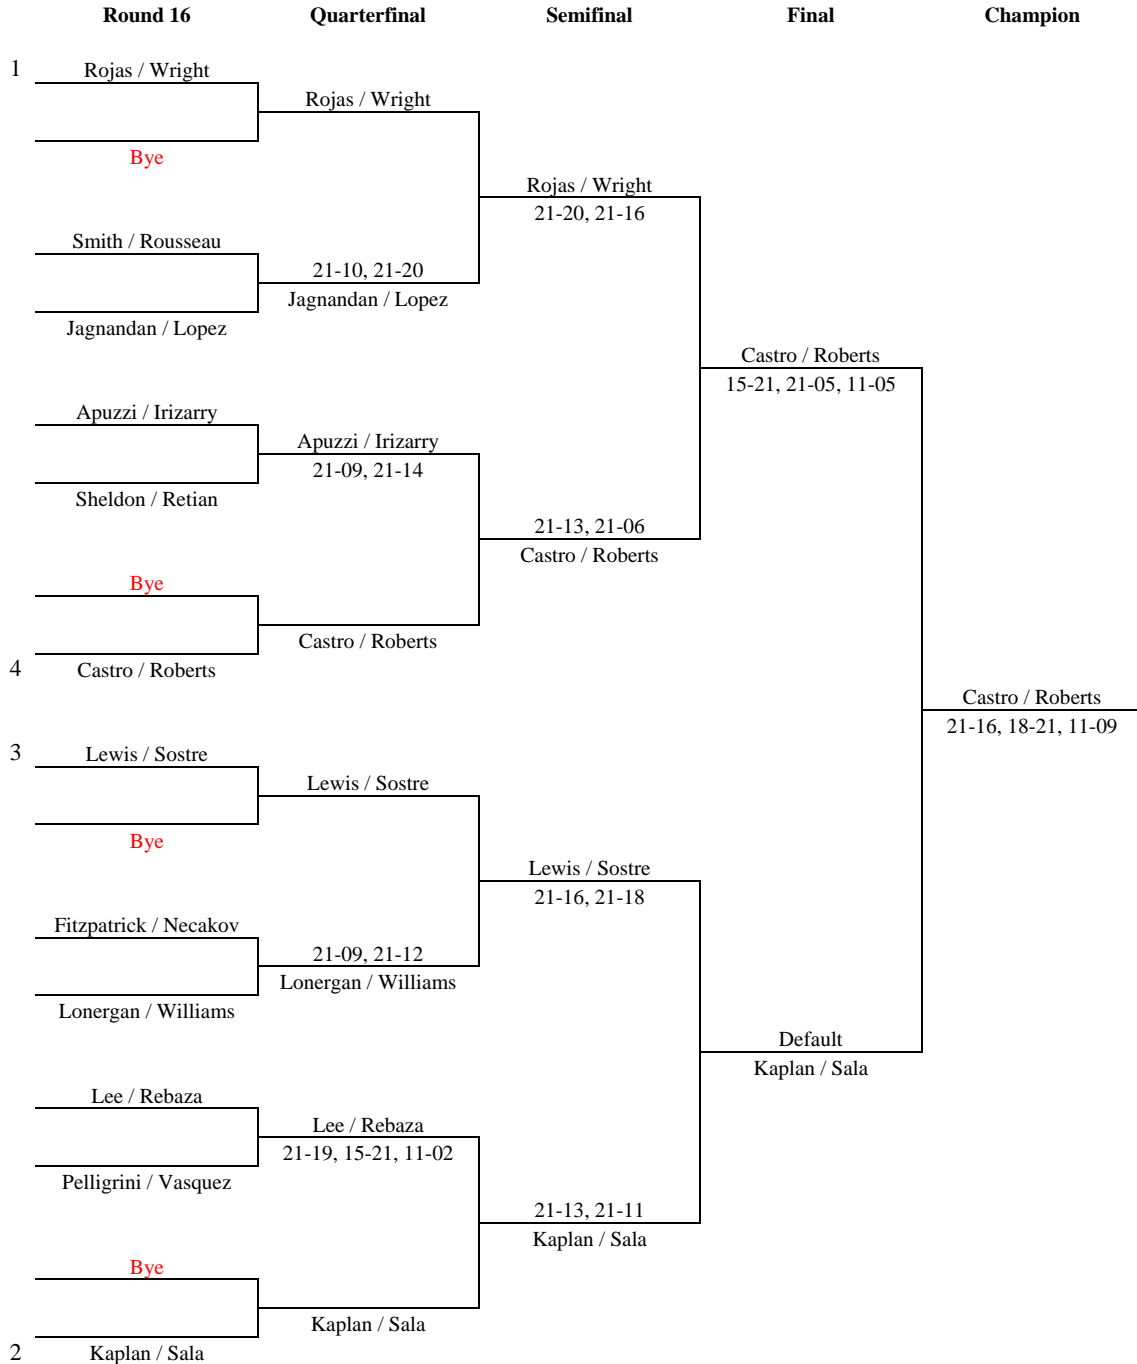 Round 16 Quarterfinal Semifinal Final Champion
1 Rojas / Wright
Rojas / Wright
Bye
Rojas / Wright
21-20, 21-16
Smith / Rousseau
21-10, 21-20
Jagnandan / Lopez
Jagnandan / Lopez
Castro / Roberts
15-21, 21-05, 11-05
Apuzzi / Irizarry
Apuzzi / Irizarry
21-09, 21-14
Sheldon / Retian
21-13, 21-06
Castro / Roberts
Bye
Castro / Roberts
4 Castro / Roberts
Castro / Roberts
21-16, 18-21, 11-09
3 Lewis / Sostre
Lewis / Sostre
Bye
Lewis / Sostre
21-16, 21-18
Fitzpatrick / Necakov
21-09, 21-12
Lonergan / Williams
Lonergan / Williams
Default
Kaplan / Sala
Lee / Rebaza
Lee / Rebaza
21-19, 15-21, 11-02
Pelligrini / Vasquez
21-13, 21-11
Kaplan / Sala
Bye
Kaplan / Sala
2 Kaplan / Sala